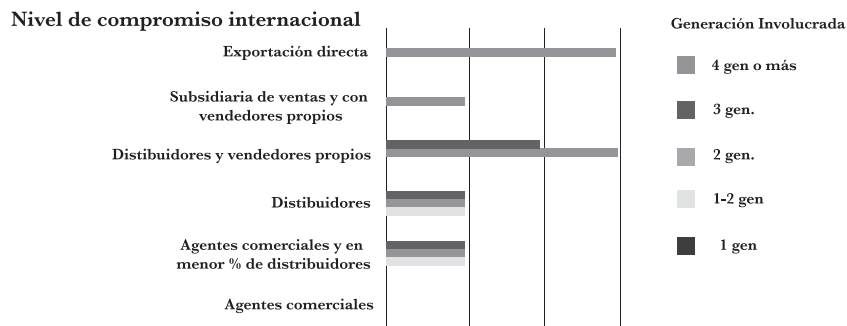 Nivel de compromiso internacional
Generación Involucrada
Exportación directa
4 gen o más
Subsidiaria de ventas y con
vendedores propios
3 gen.
Distibuidores y vendedores propios
2 gen.
Distibuidores
1-2 gen
Agentes comerciales y en
menor % de distribuidores
1 gen
Agentes comerciales